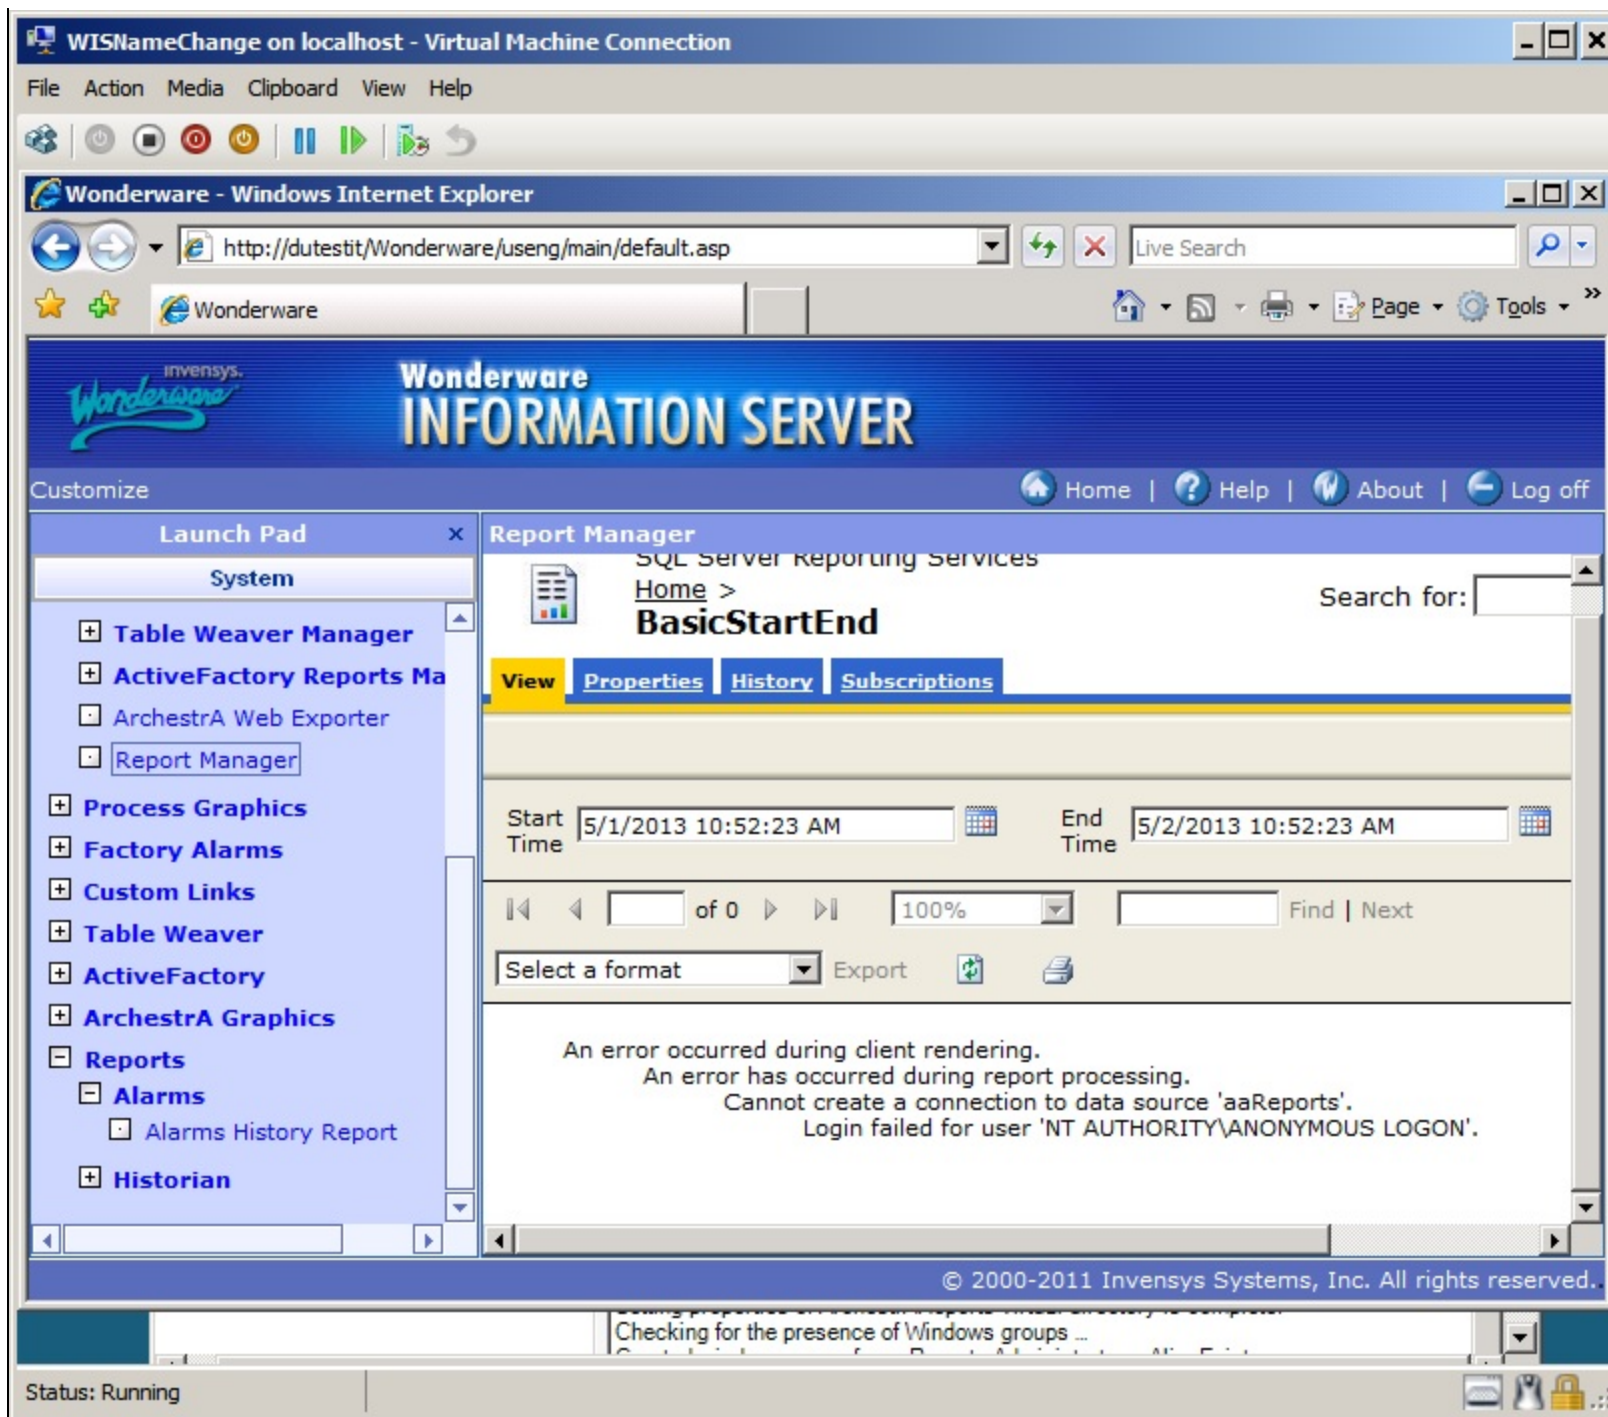 WISNameChange on localhost - Virtual Machine Connection
File Action Media Clipboard View Help
Wonderware - Windows Internet Explorer
http://dutestit/Wonderware/useng/main/default.asp
Live Search
Wonderware
Page Tools »
invensys.
Wonderware
Wonderware
INFORMATION SERVER
Customize
Home | Help | About | Log off
Launch Pad x
Report Manager
System
SQL Server Reporting Services
Home >
Search for:
BasicStartEnd
Table Weaver Manager
ActiveFactory Reports Ma
ArchestrA Web Exporter
Report Manager
Process Graphics
Factory Alarms
Custom Links
Table Weaver
ActiveFactory
ArchestrA Graphics
Reports
Alarms
Alarms History Report
Historian
View Properties History Subscriptions
Start Time 5/1/2013 10:52:23 AM
End Time 5/2/2013 10:52:23 AM
of 0 100% Find | Next
Select a format Export
An error occurred during client rendering.
An error has occurred during report processing.
Cannot create a connection to data source 'aaReports'.
Login failed for user 'NT AUTHORITY\ANONYMOUS LOGON'.
© 2000-2011 Invensys Systems, Inc. All rights reserved.
Checking for the presence of Windows groups ...
Status: Running